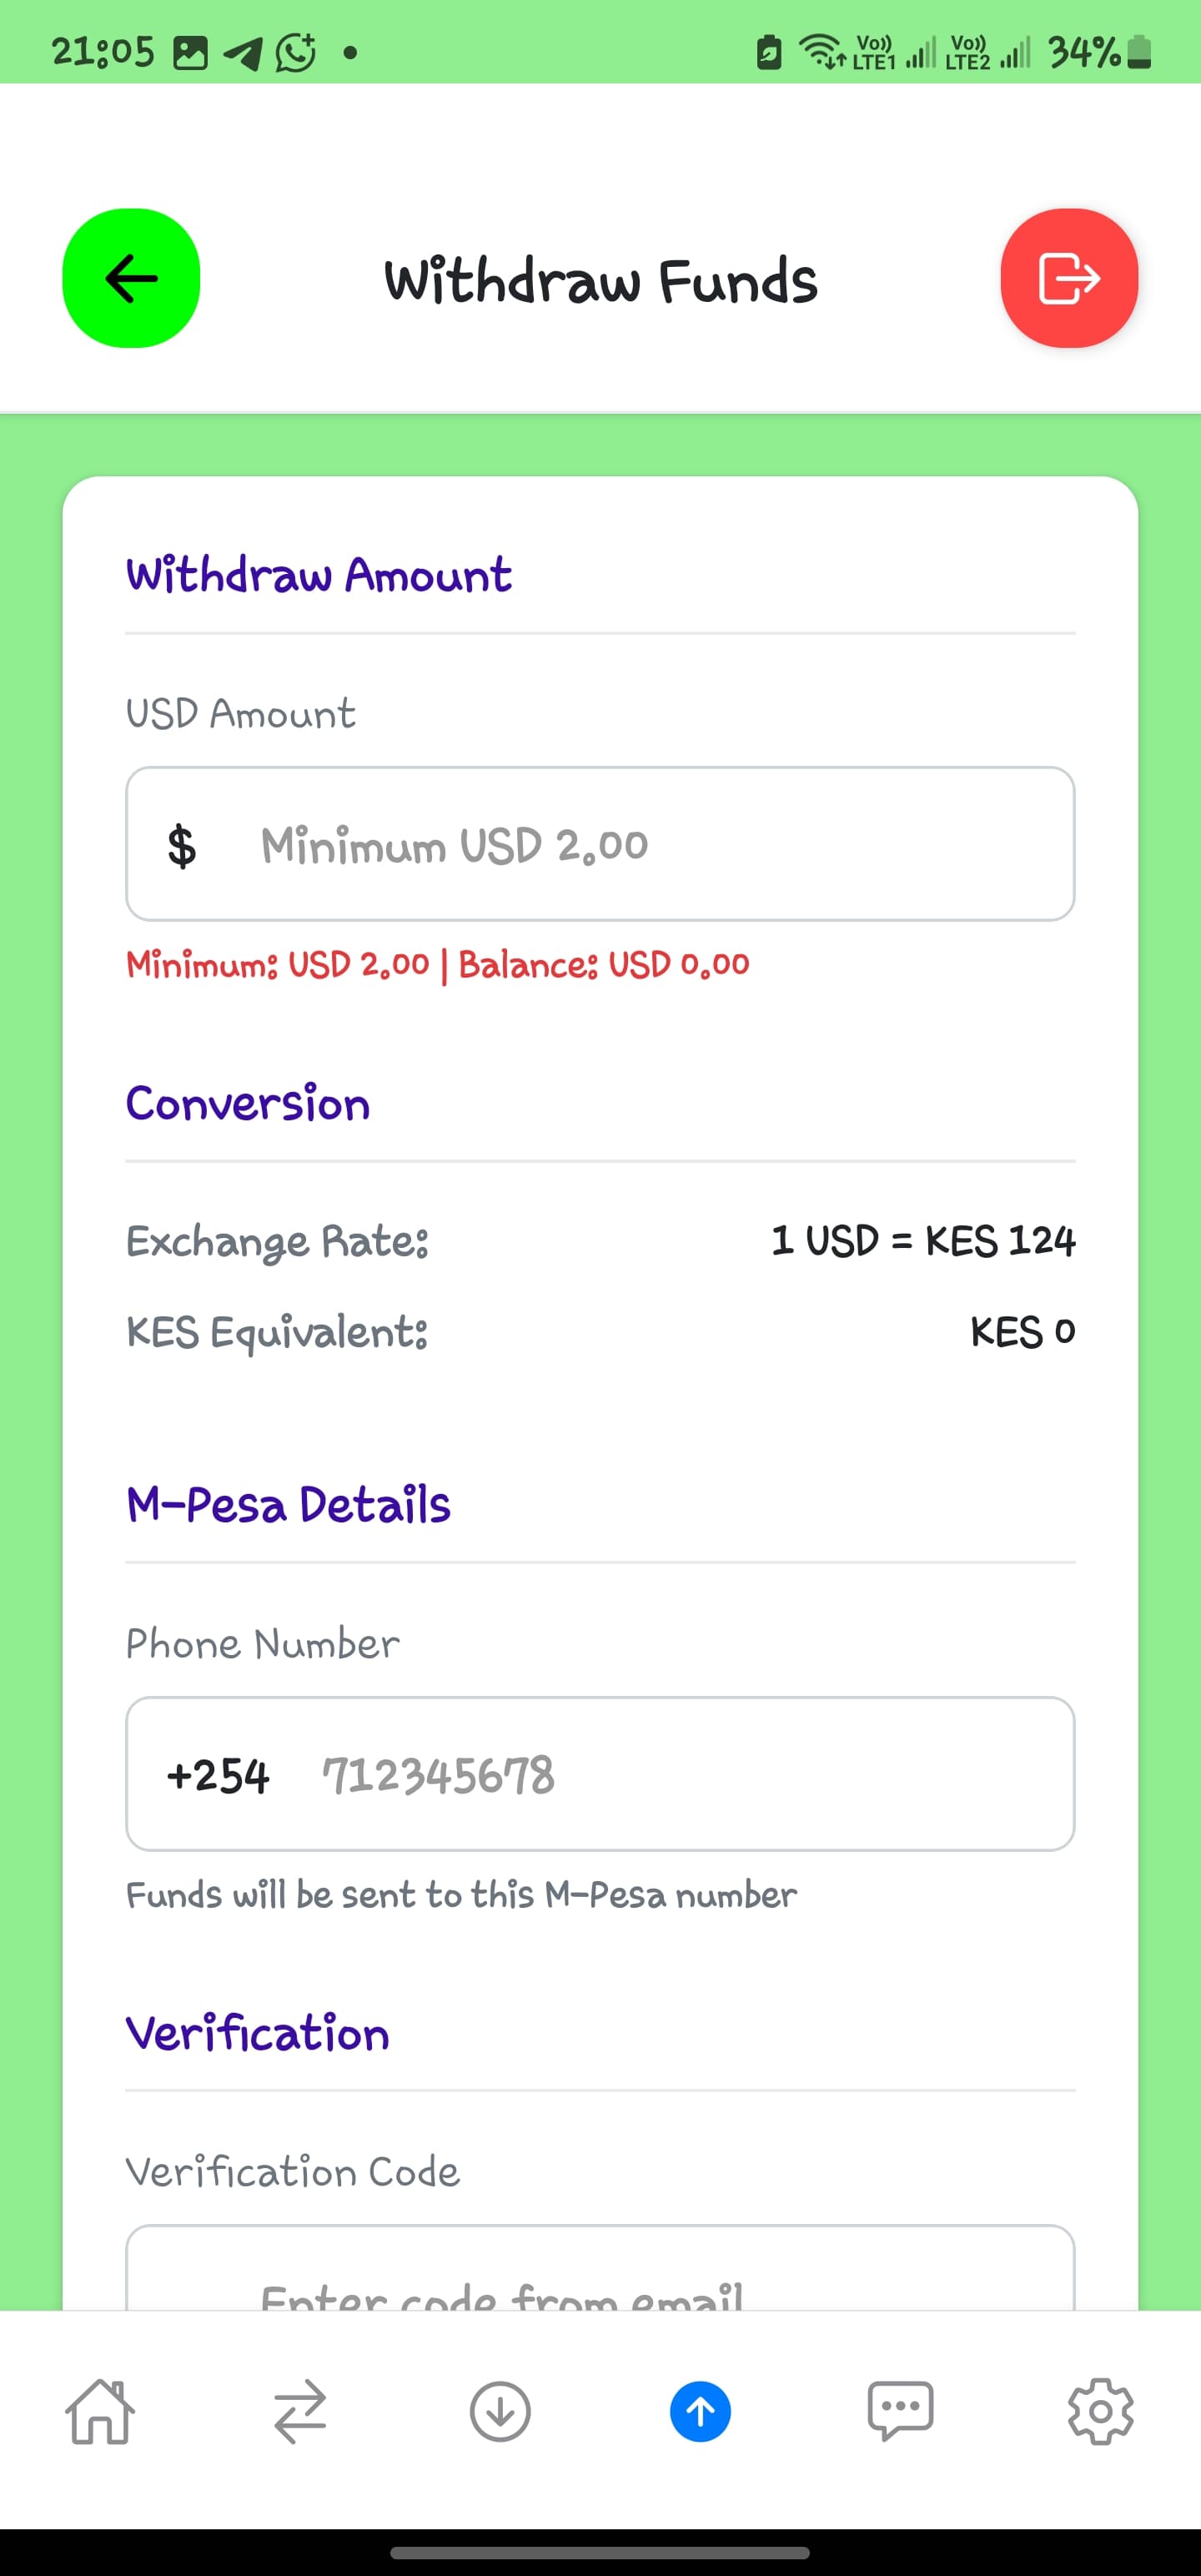 21:05
Vo)) LTE1 Vo)) LTE2 34%
Withdraw Funds
Withdraw Amount
USD Amount
$ Minimum USD 2.00
Minimum: USD 2.00 | Balance: USD 0.00
Conversion
Exchange Rate: 1 USD = KES 124
KES Equivalent: KES 0
M-Pesa Details
Phone Number
+254 712345678
Funds will be sent to this M-Pesa number
Verification
Verification Code
Enter code from email